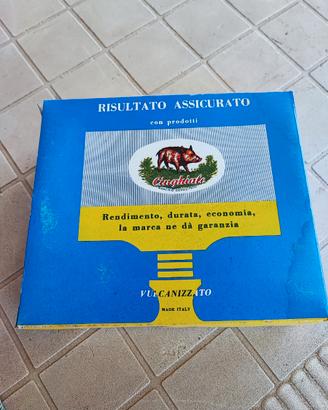 RISULTATO ASSICURATO
con prodotti
Cinghiale
Rendimento, durata, economia,
la marca ne dà garanzia
VULCANIZZATO
MADE ITALY